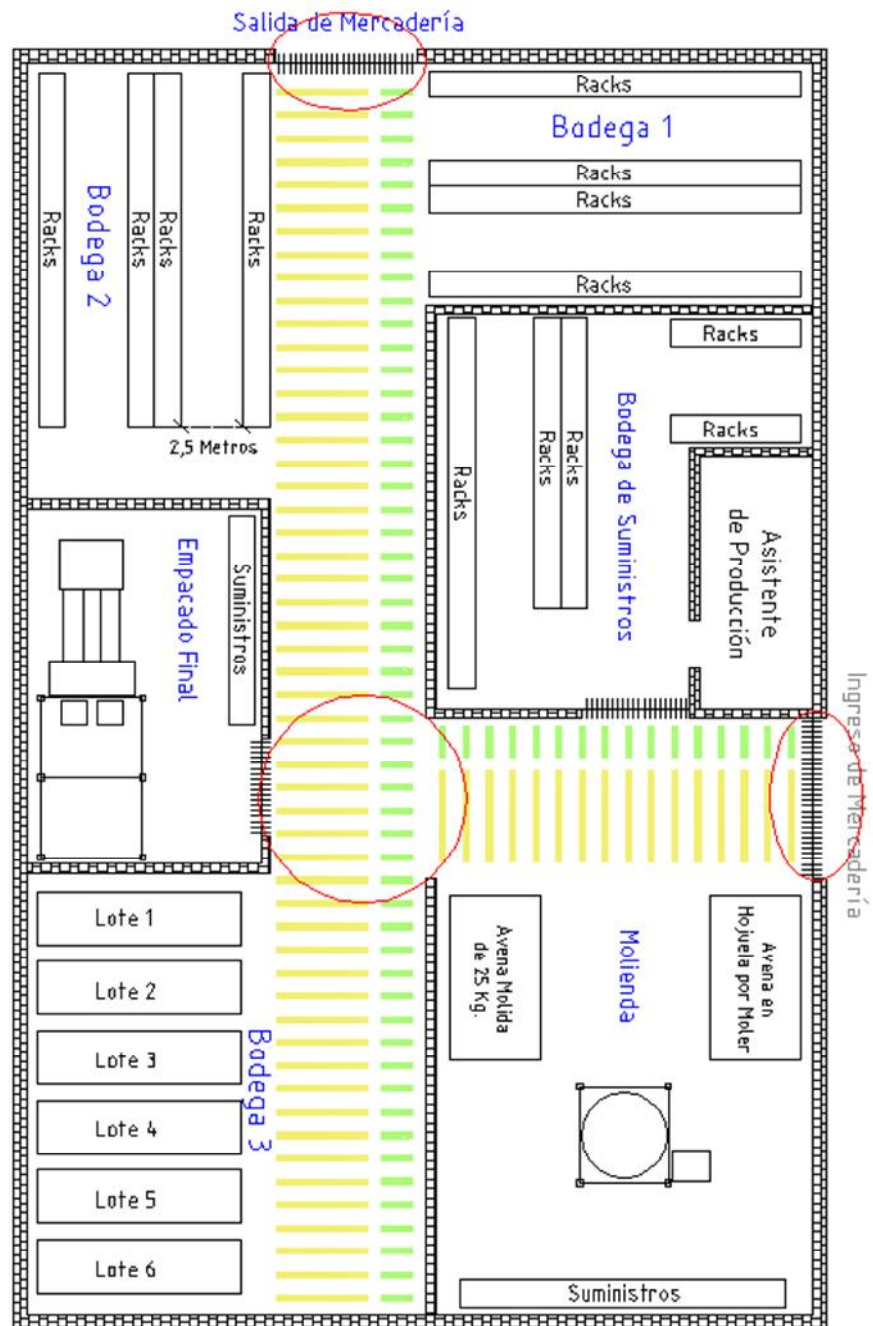 Salida de Mercadería
Racks
Bodega 1
Racks
Racks
Racks
Racks
Bodega 2
Racks
Racks
Racks
2,5 Metros
Racks
Racks
Racks
Racks
Racks
Bodega de Suministros
Asistente
de Producción
Empacado Final
Suministros
Ingreso de Mercadería
Lote 1
Lote 2
Lote 3
Lote 4
Lote 5
Lote 6
Bodega 3
Avena Molida
de 25 Kg.
Molienda
Avena en
Hojuela por Moler
Suministros